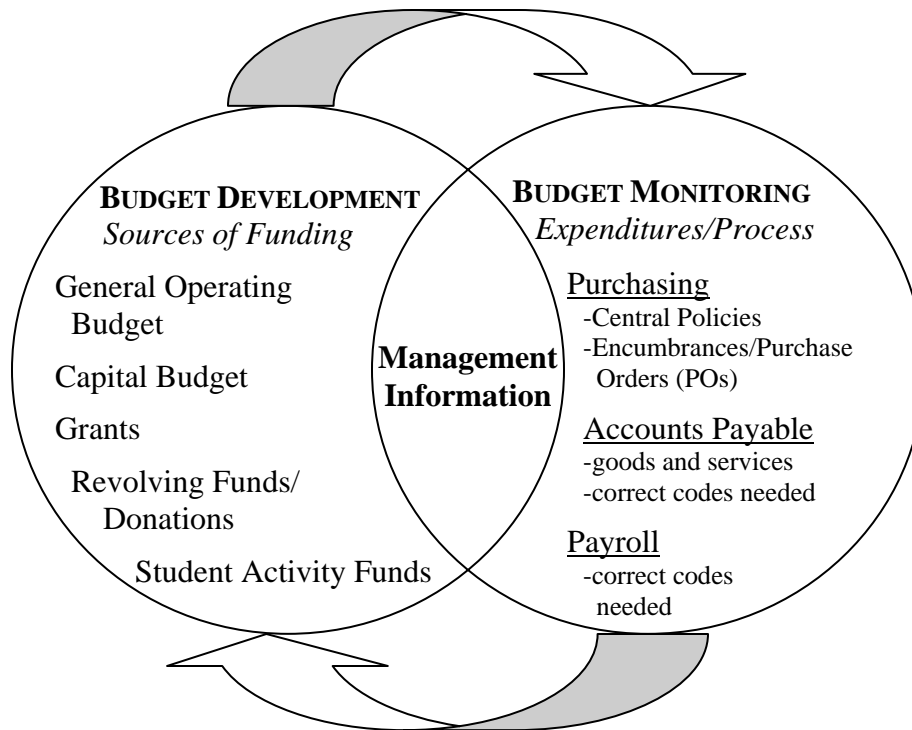 BUDGET DEVELOPMENT
Sources of Funding
General Operating
Budget
Capital Budget
Grants
Revolving Funds/
Donations
Student Activity Funds
Management
Information
BUDGET MONITORING
Expenditures/Process
Purchasing
-Central Policies
-Encumbrances/Purchase
Orders (POs)
Accounts Payable
-goods and services
-correct codes needed
Payroll
-correct codes
needed